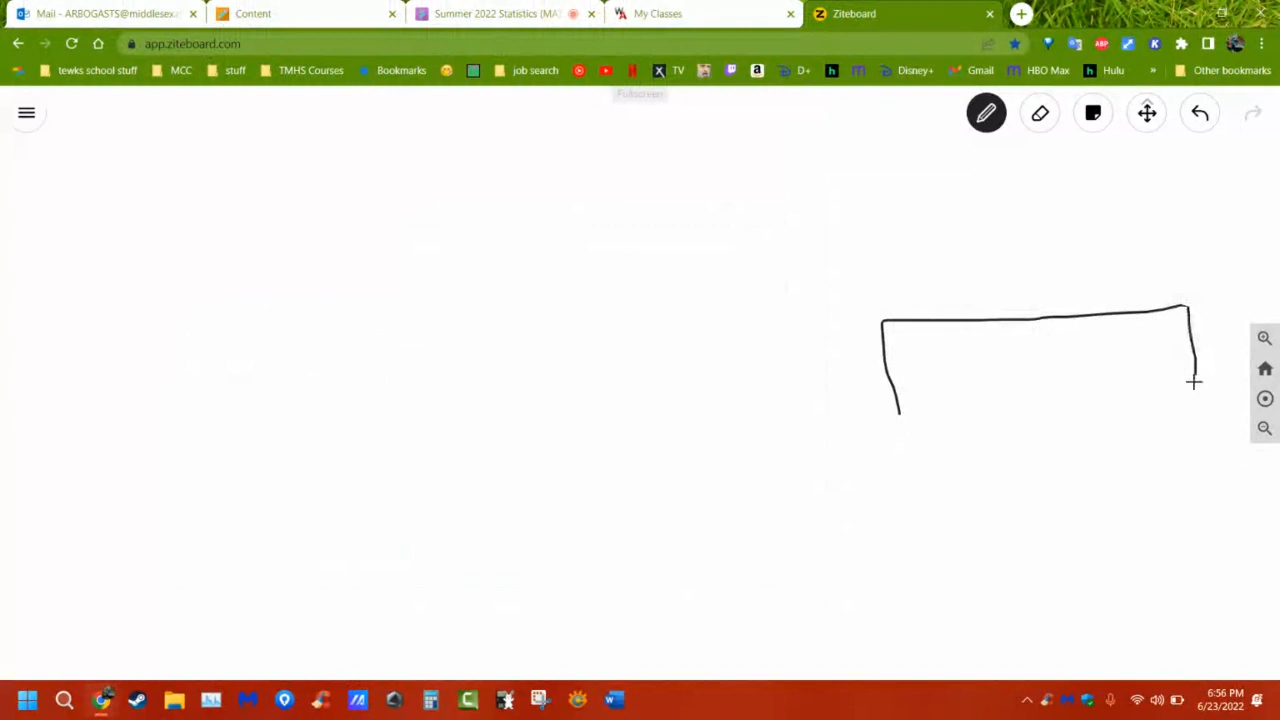 Mail - ARBOGASTS@middlesex.
Content
Summer 2022 Statistics (MA
My Classes
Ziteboard
app.ziteboard.com
tewks school stuff
MCC
stuff
TMHS Courses
Bookmarks
job search
TV
D+
Disney+
Gmail
HBO Max
Hulu
»
Other bookmarks
Fullscreen
6:56 PM
6/23/2022